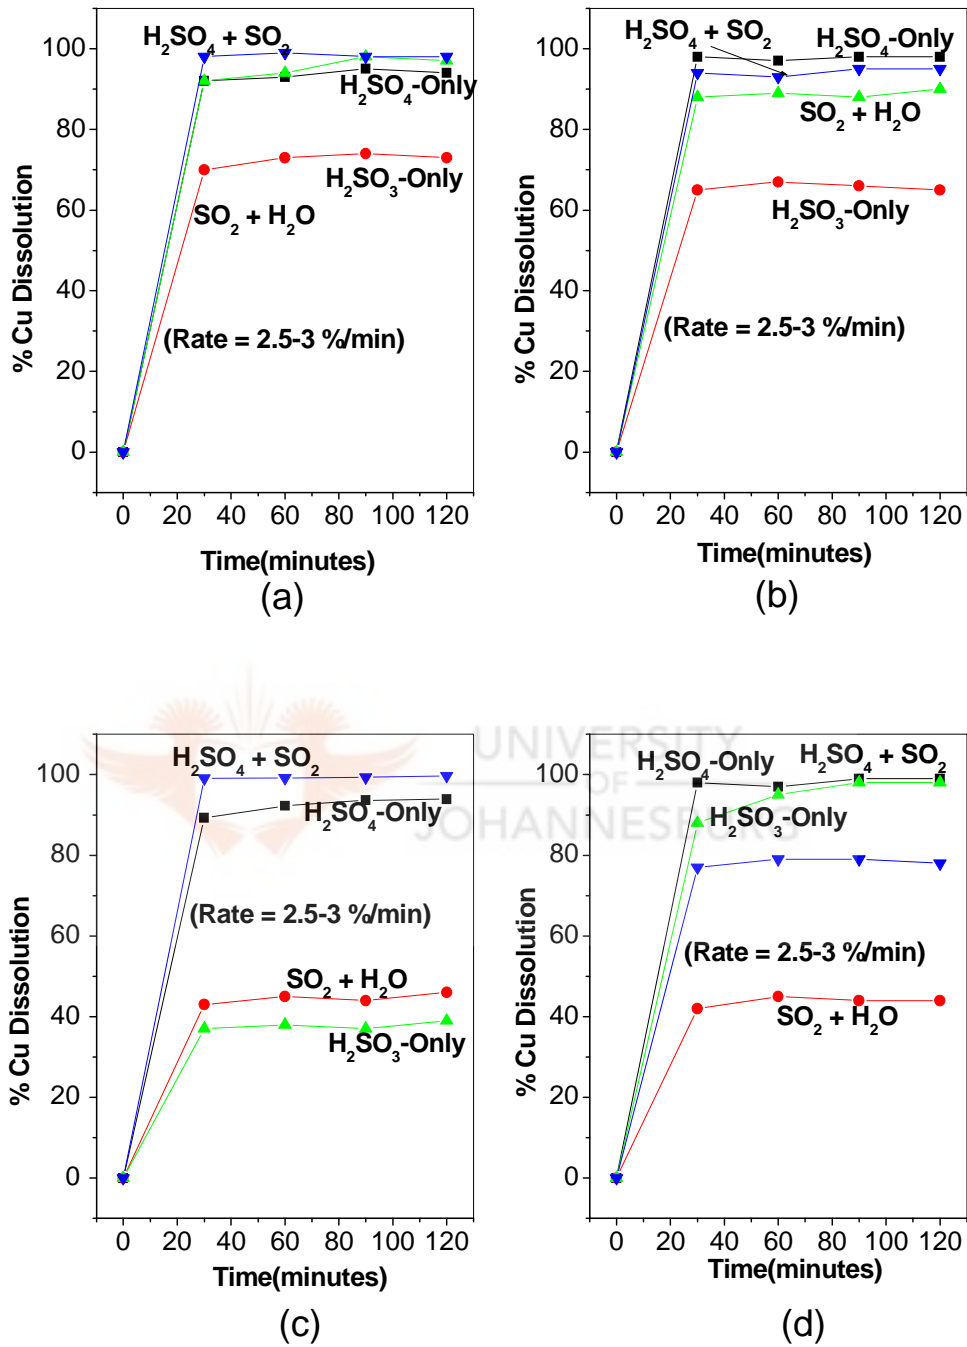 H₂SO₄ + SO₂
100
80
60
40
20
0
% Cu Dissolution
H₂SO₄-Only
H₂SO₃-Only
SO₂ + H₂O
(Rate = 2.5-3 %/min)
0 20 40 60 80 100 120
Time(minutes)
(a)
H₂SO₄ + SO₂
H₂SO₄-Only
100
80
60
40
20
0
% Cu Dissolution
SO₂ + H₂O
H₂SO₃-Only
(Rate = 2.5-3 %/min)
0 20 40 60 80 100 120
Time(minutes)
(b)
UNIVERSITY
OF
JOHANNESBURG
H₂SO₄ + SO₂
100
80
60
40
20
0
% Cu Dissolution
H₂SO₄-Only
(Rate = 2.5-3 %/min)
SO₂ + H₂O
H₂SO₃-Only
0 20 40 60 80 100 120
Time(minutes)
(c)
H₂SO₄-Only
H₂SO₄ + SO₂
100
80
60
40
20
0
% Cu Dissolution
H₂SO₃-Only
(Rate = 2.5-3 %/min)
SO₂ + H₂O
0 20 40 60 80 100 120
Time(minutes)
(d)